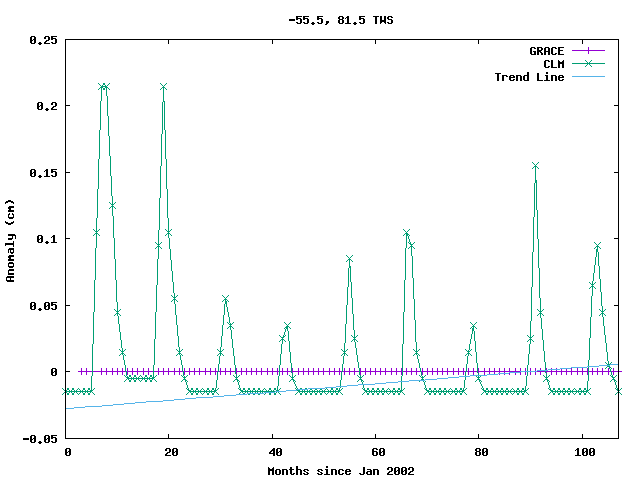 -55.5, 81.5 TWS
0.25
GRACE
CLM
Trend Line
0.2
0.15
0.1
0.05
0
-0.05
Anomaly (cm)
0 20 40 60 80 100
Months since Jan 2002